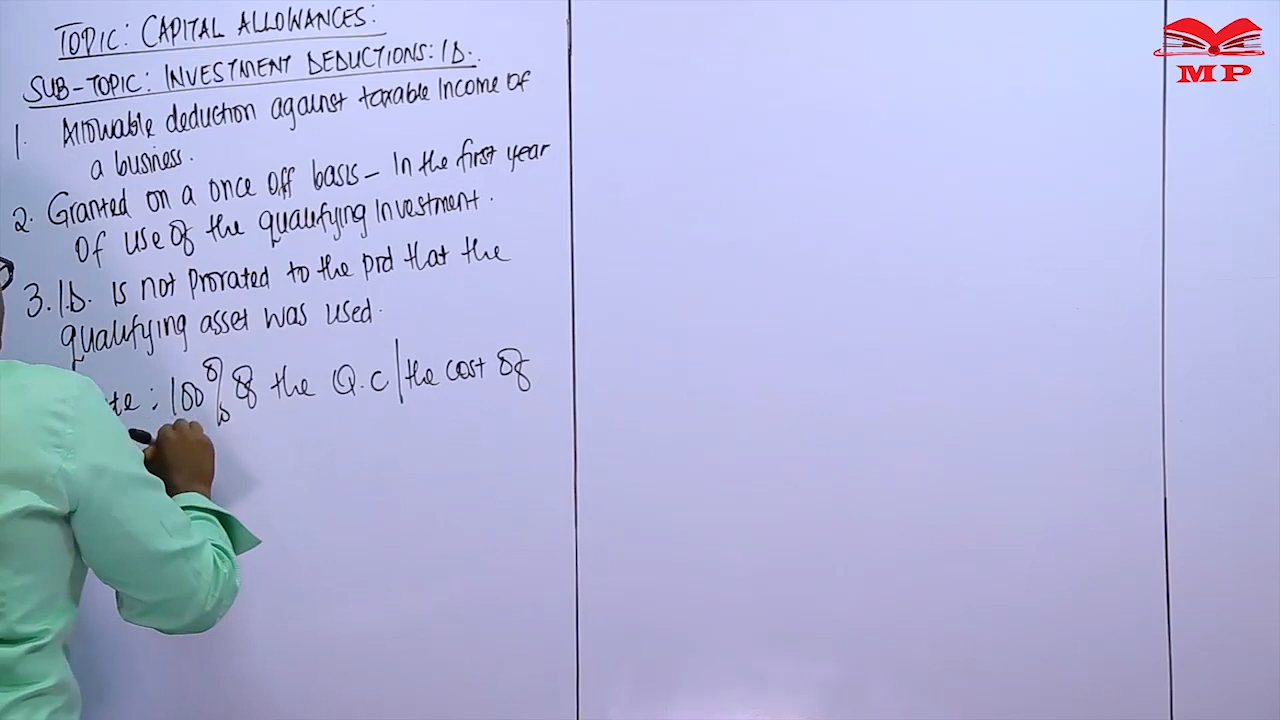 TOPIC: CAPITAL ALLOWANCES:
SUB-TOPIC: INVESTMENT DEDUCTIONS: I.D.
1. Allowable deduction against taxable Income of
a business.
2. Granted on a once off basis - In the first year
Of use of the qualifying Investment.
3. I.D. is not Prorated to the prd that the
qualifying asset was used.
: 100% of the Q.C/the cost of
MP